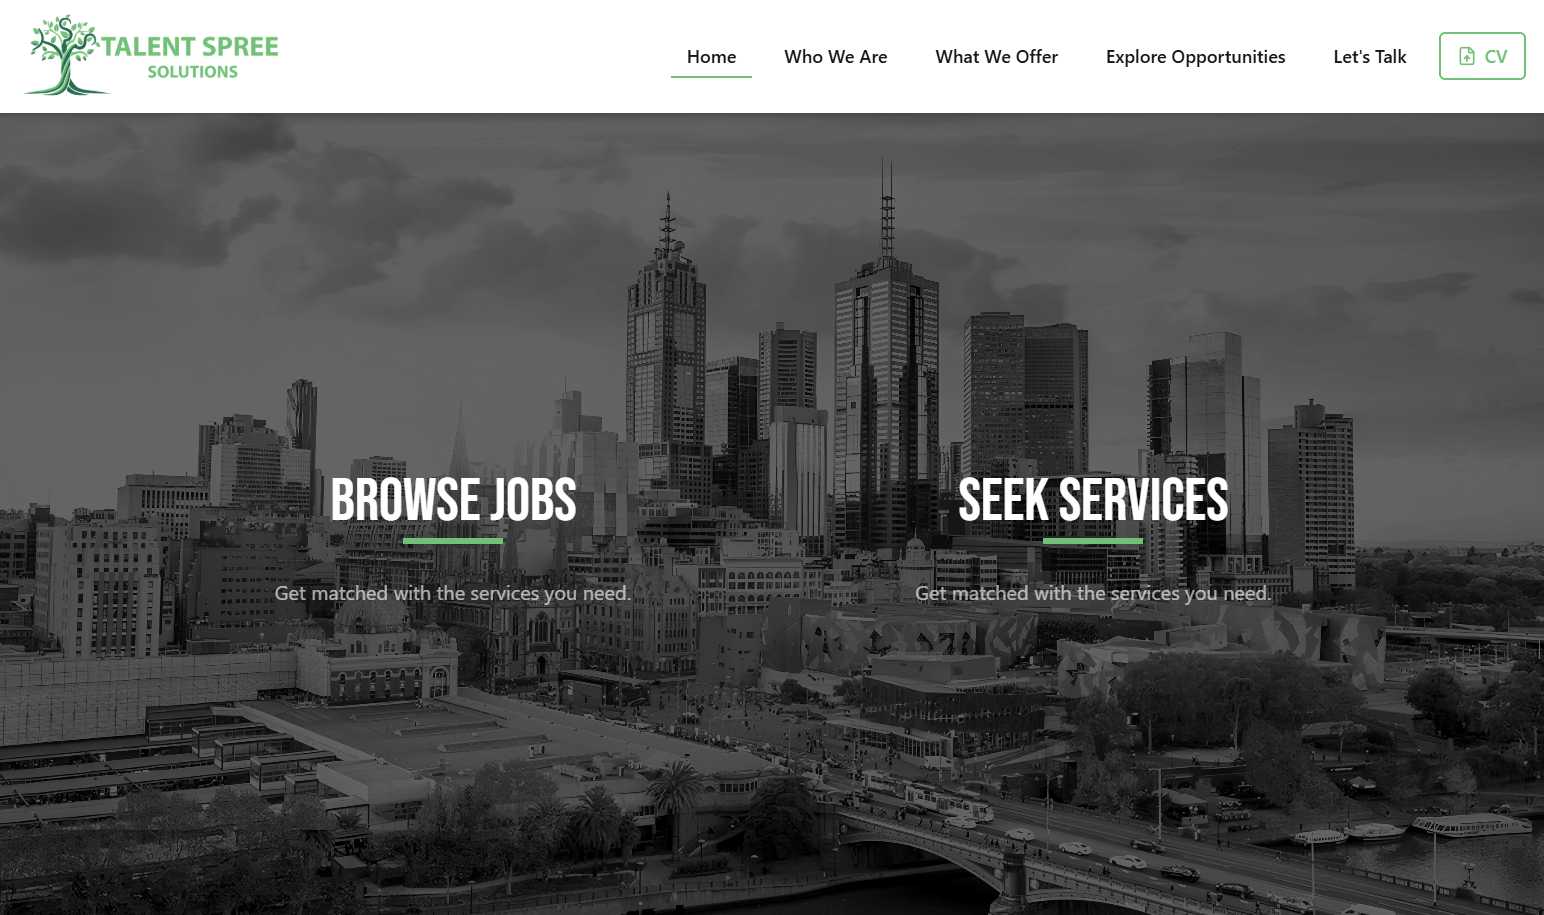 TALENT SPREE
SOLUTIONS
Home
Who We Are
What We Offer
Explore Opportunities
Let's Talk
CV
BROWSE JOBS
SEEK SERVICES
Get matched with the services you need.
Get matched with the services you need.